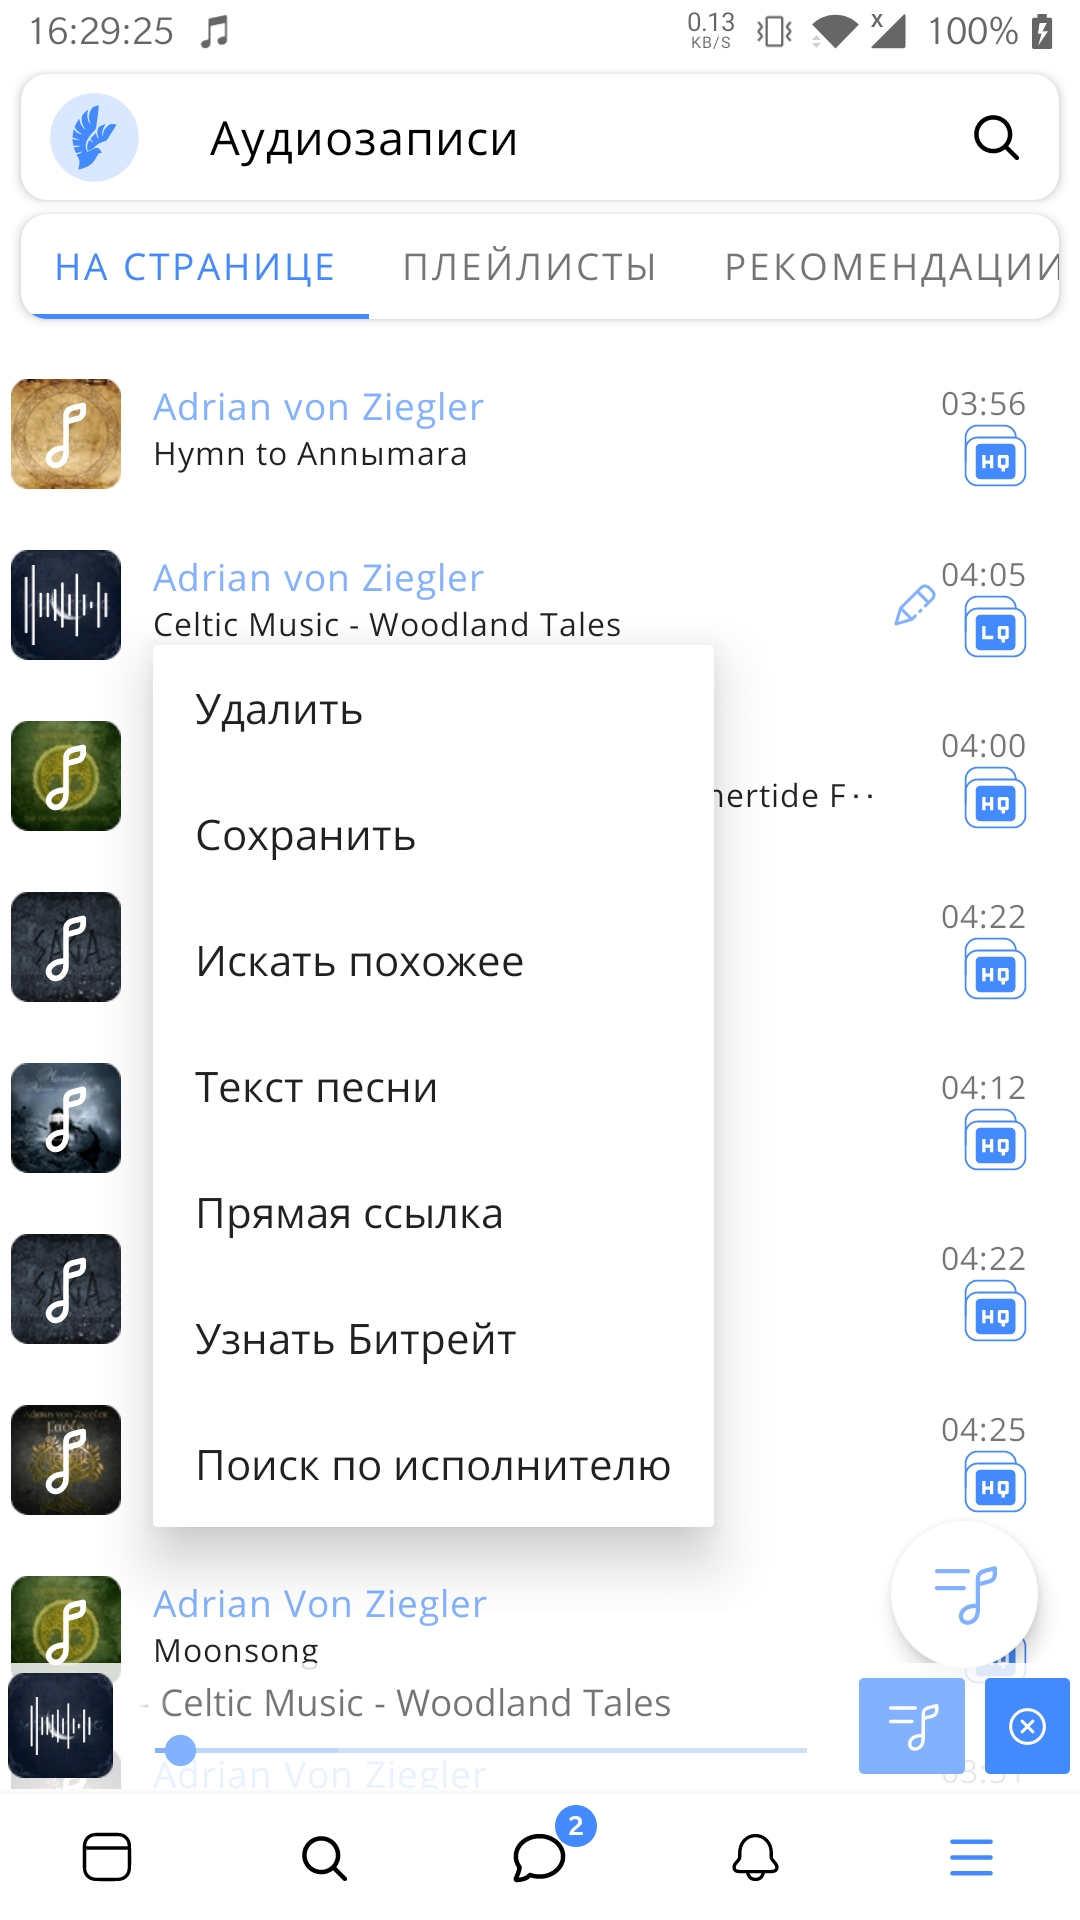 16:29:25
0.13
KB/S
X
100%
Аудиозаписи
НА СТРАНИЦЕ
ПЛЕЙЛИСТЫ
РЕКОМЕНДАЦИИ
Adrian von Ziegler
03:56
Hymn to Annыmara
HQ
Adrian von Ziegler
04:05
Celtic Music - Woodland Tales
LQ
Удалить
04:00
nertide F··
HQ
Сохранить
04:22
Искать похожее
HQ
Текст песни
04:12
HQ
Прямая ссылка
04:22
Узнать Битрейт
HQ
04:25
Поиск по исполнителю
HQ
Adrian Von Ziegler
Moonsong
- Celtic Music - Woodland Tales
Adrian Von Ziegler
2